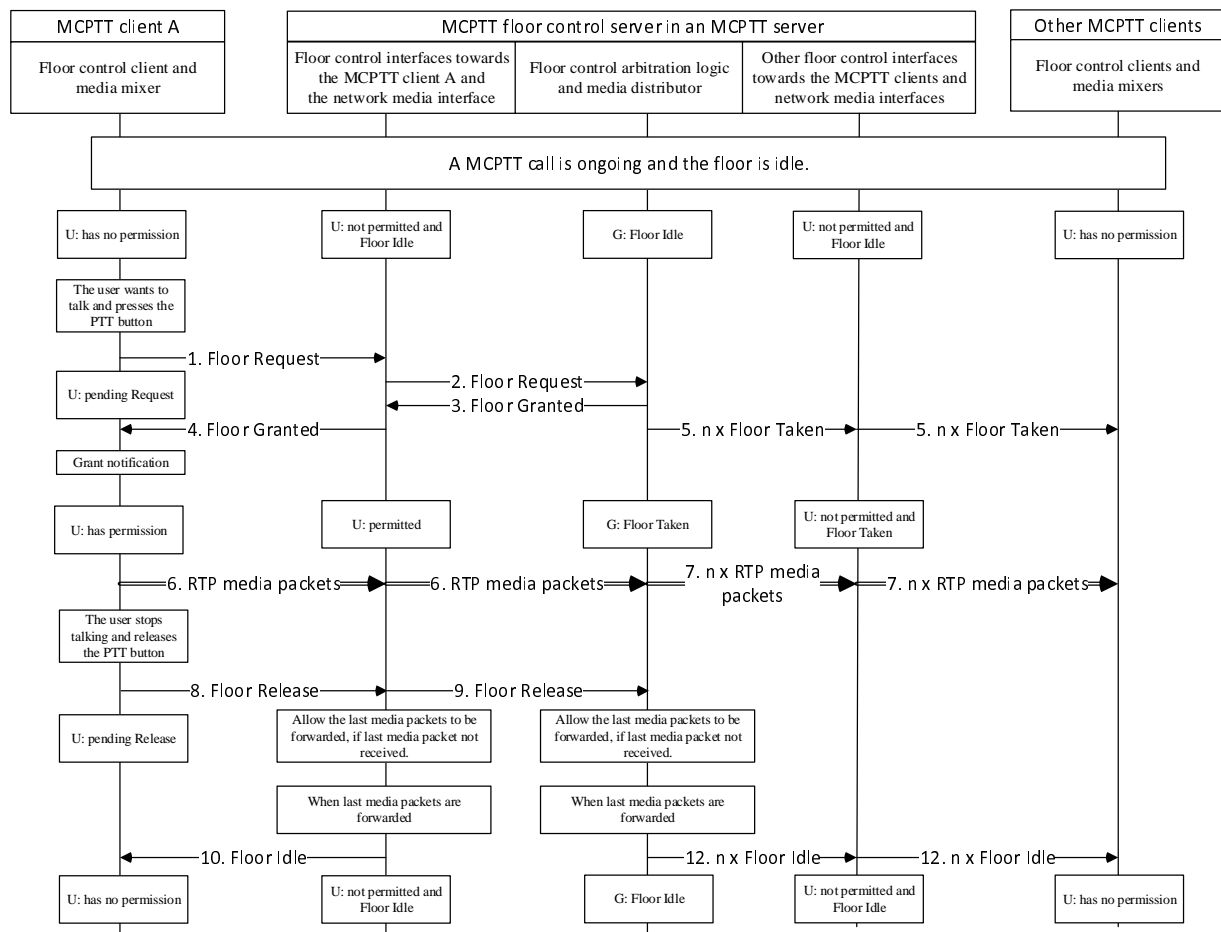 MCPTT client A
MCPTT floor control server in an MCPTT server
Other MCPTT clients
Floor control client and
media mixer
Floor control interfaces towards
the MCPTT client A and
the network media interface
Floor control arbitration logic
and media distributor
Other floor control interfaces
towards the MCPTT clients and
network media interfaces
Floor control clients and
media mixers
A MCPTT call is ongoing and the floor is idle.
U: has no permission
U: not permitted and
Floor Idle
G: Floor Idle
U: not permitted and
Floor Idle
U: has no permission
The user wants to
talk and presses the
PTT button
1. Floor Request
2. Floor Request
U: pending Request
3. Floor Granted
4. Floor Granted
5. n x Floor Taken
5. n x Floor Taken
Grant notification
U: has permission
U: permitted
G: Floor Taken
U: not permitted and
Floor Taken
6. RTP media packets
6. RTP media packets
7. n x RTP media
packets
7. n x RTP media packets
The user stops
talking and releases
the PTT button
8. Floor Release
9. Floor Release
U: pending Release
Allow the last media packets to be
forwarded, if last media packet not
received.
Allow the last media packets to be
forwarded, if last media packet not
received.
When last media packets are
forwarded
When last media packets are
forwarded
10. Floor Idle
12. n x Floor Idle
12. n x Floor Idle
U: has no permission
U: not permitted and
Floor Idle
G: Floor Idle
U: not permitted and
Floor Idle
U: has no permission